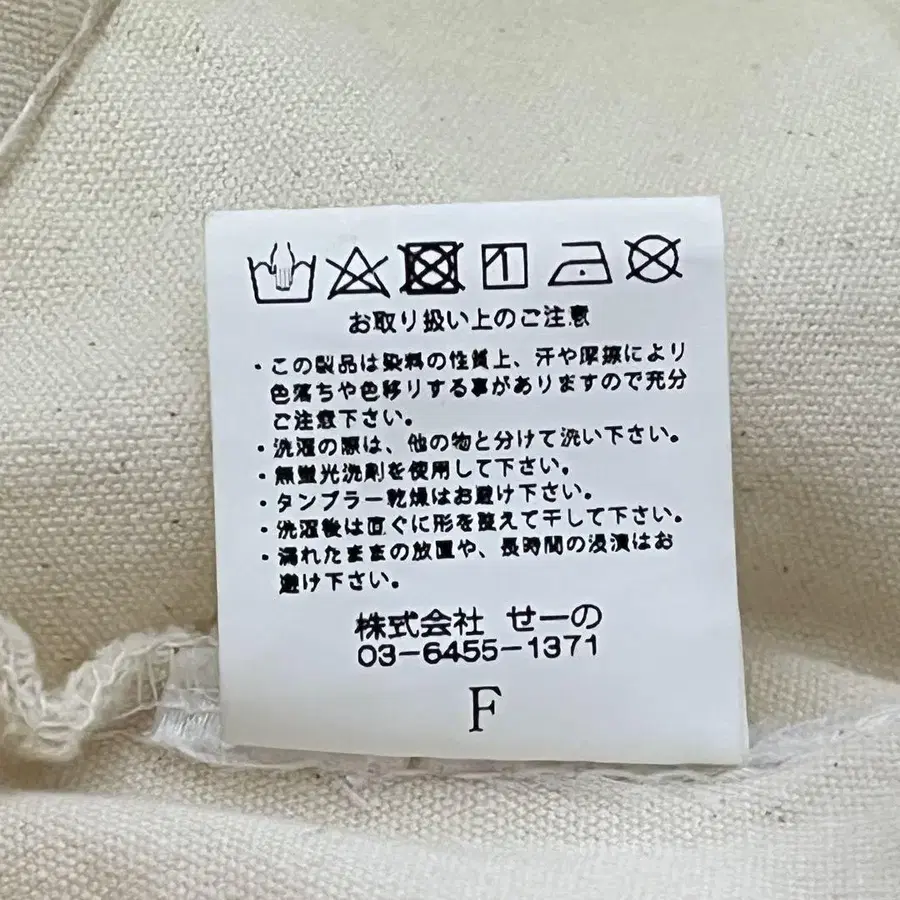 お取り扱い上のご注意
・この製品は染料の性質上、汗や摩擦により
色落ちや色移りする事がありますので充分
ご注意下さい。
・洗濯の際は、他の物と分けて洗い下さい。
・無蛍光洗剤を使用して下さい。
・タンブラー乾燥はお避け下さい。
・洗濯後は直ぐに形を整えて干して下さい。
・濡れたままの放置や、長時間の浸漬はお
避け下さい。
株式会社 せーの
03-6455-1371
F